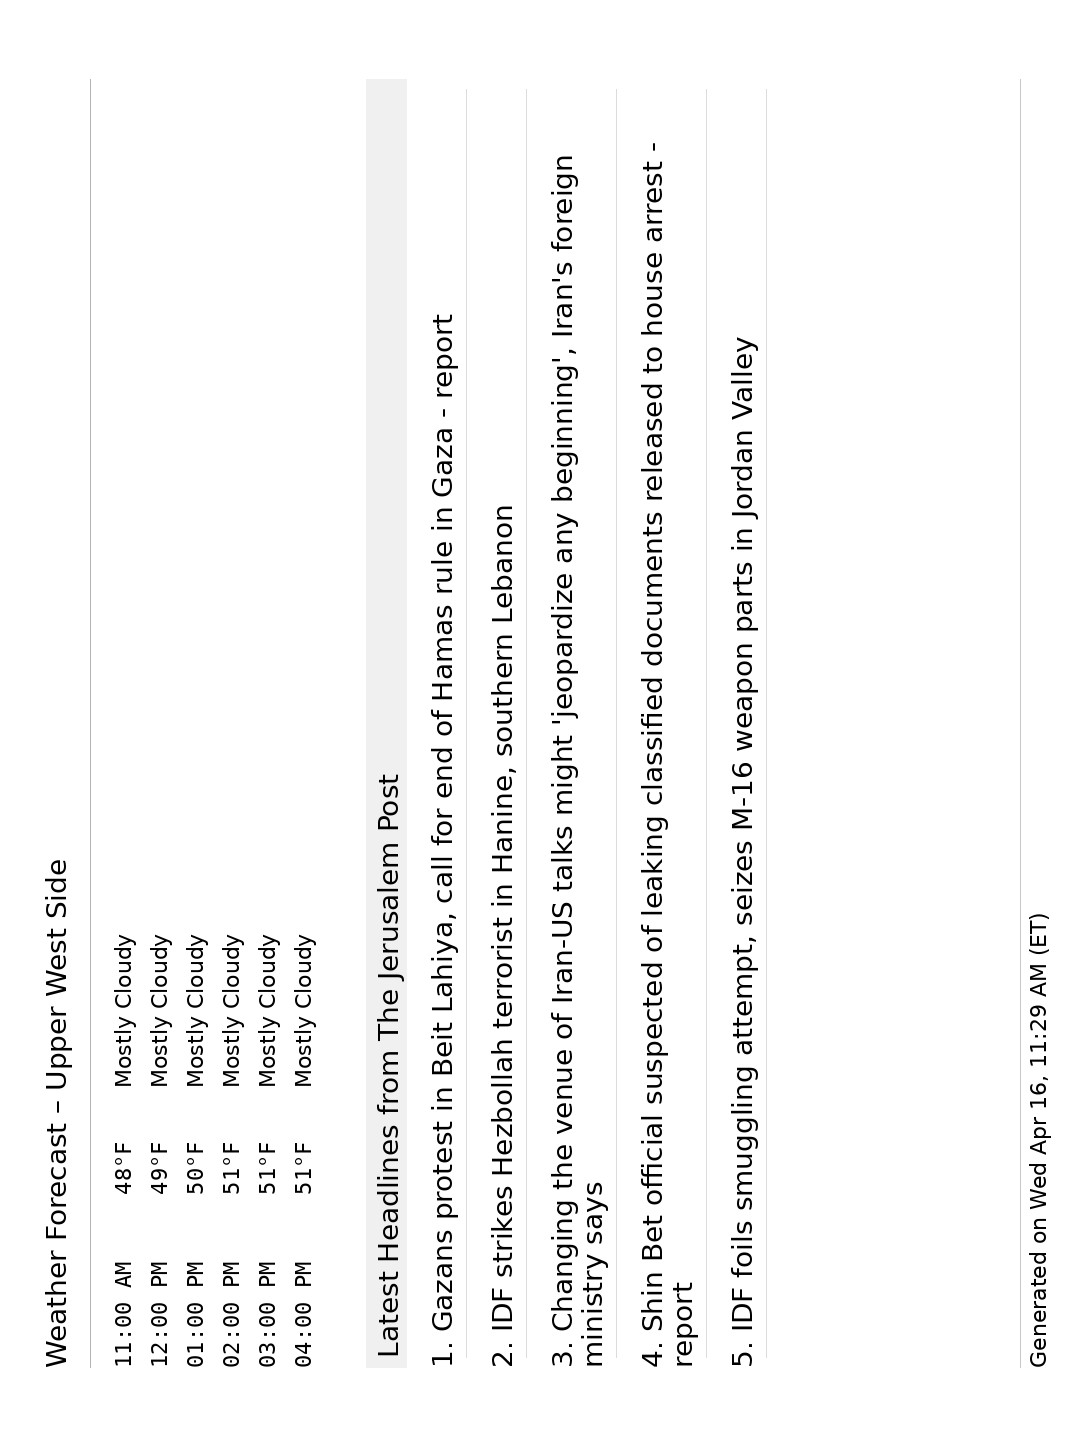 Weather Forecast – Upper West Side
11:00 AM 48°F Mostly Cloudy
12:00 PM 49°F Mostly Cloudy
01:00 PM 50°F Mostly Cloudy
02:00 PM 51°F Mostly Cloudy
03:00 PM 51°F Mostly Cloudy
04:00 PM 51°F Mostly Cloudy
Latest Headlines from The Jerusalem Post
1. Gazans protest in Beit Lahiya, call for end of Hamas rule in Gaza - report
2. IDF strikes Hezbollah terrorist in Hanine, southern Lebanon
3. Changing the venue of Iran-US talks might 'jeopardize any beginning', Iran's foreign
ministry says
4. Shin Bet official suspected of leaking classified documents released to house arrest -
report
5. IDF foils smuggling attempt, seizes M-16 weapon parts in Jordan Valley
Generated on Wed Apr 16, 11:29 AM (ET)